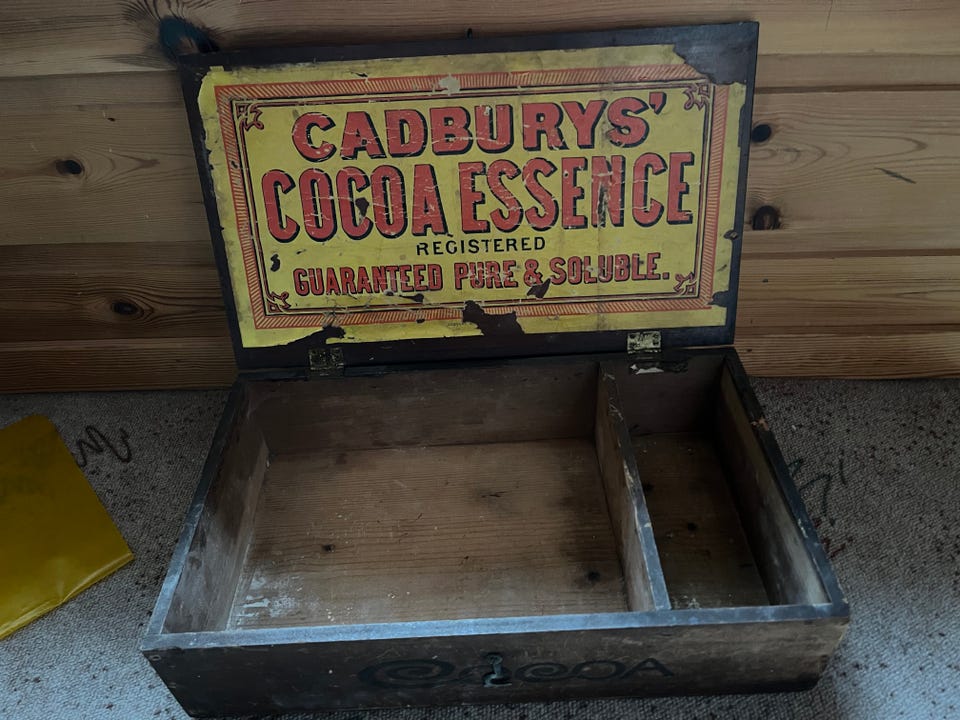 CADBURYS'
COCOA ESSENCE
REGISTERED
GUARANTEED PURE & SOLUBLE.
COCOA